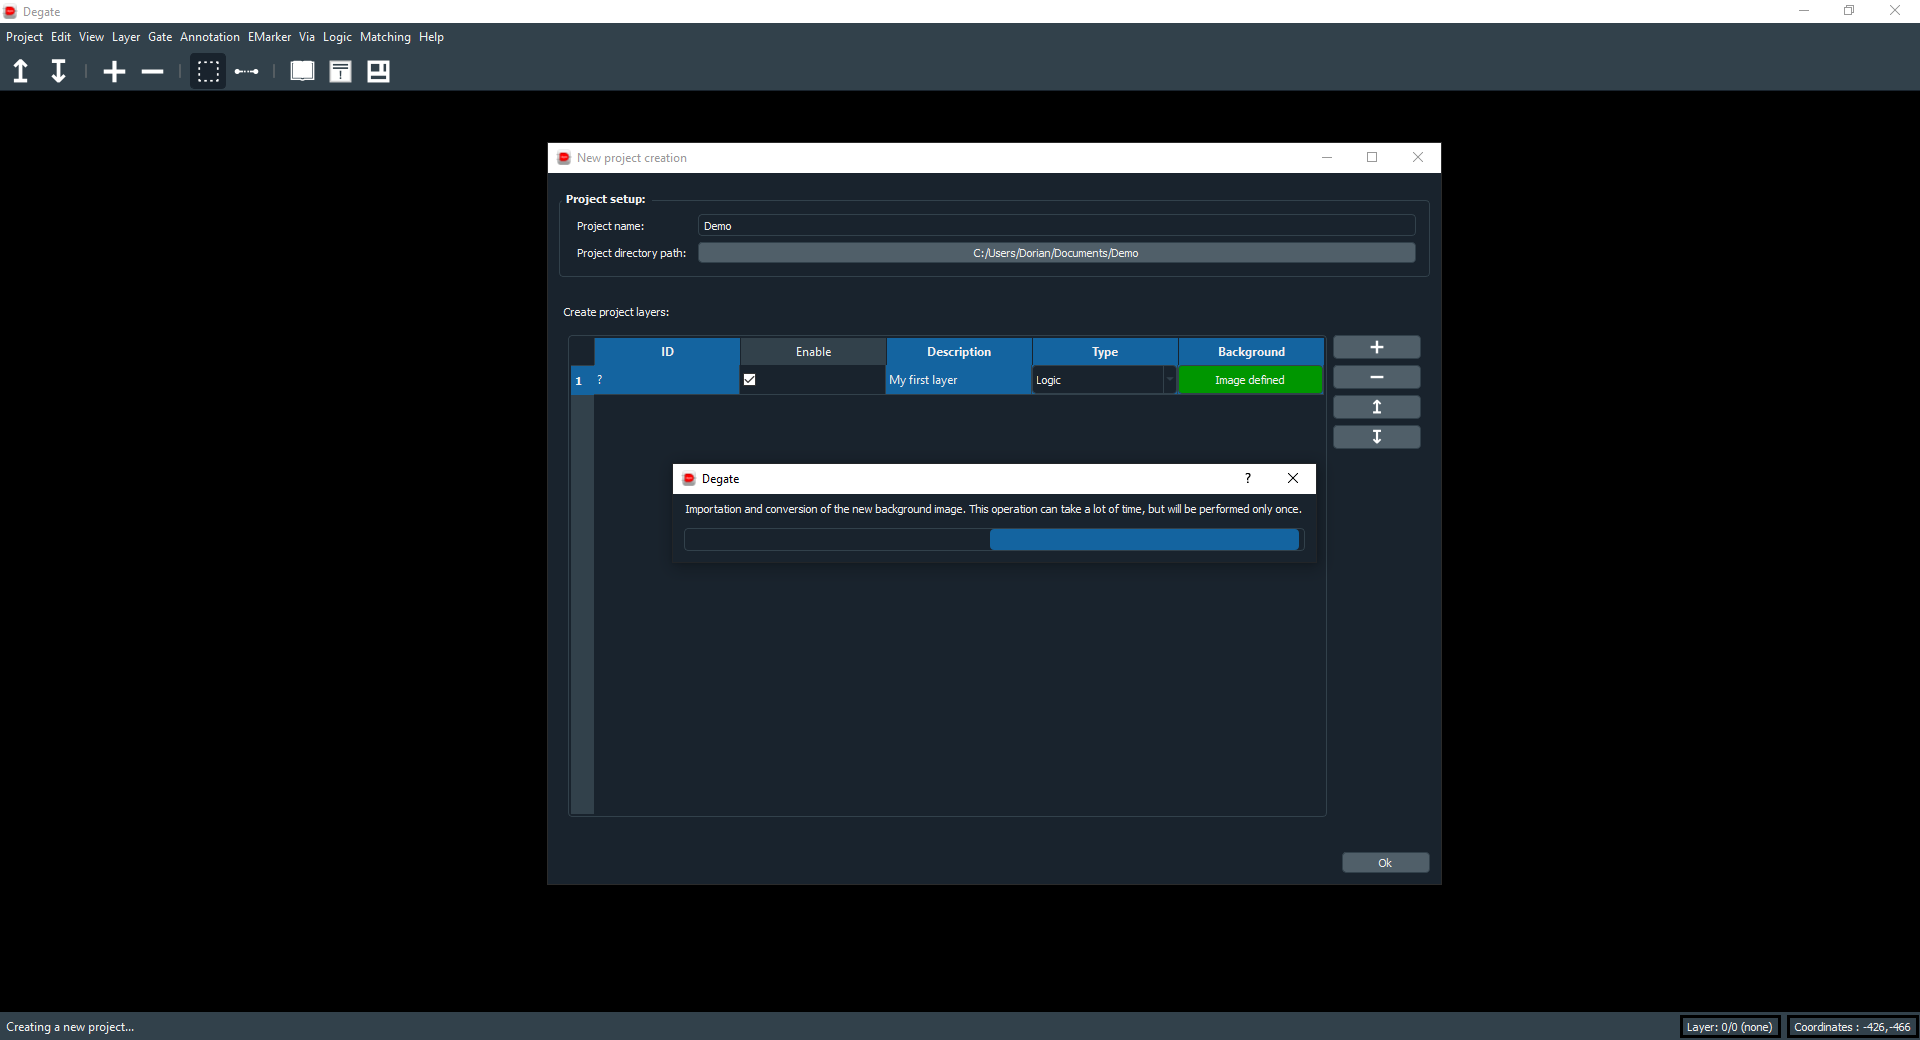 Degate
Project Edit View Layer Gate Annotation EMarker Via Logic Matching Help
New project creation
Project setup:
Project name: Demo
Project directory path: C:/Users/Dorian/Documents/Demo
Create project layers:
ID Enable Description Type Background
1 ? My first layer Logic Image defined
Degate ?
Importation and conversion of the new background image. This operation can take a lot of time, but will be performed only once.
Ok
Creating a new project... Layer: 0/0 (none) Coordinates : -426,-466